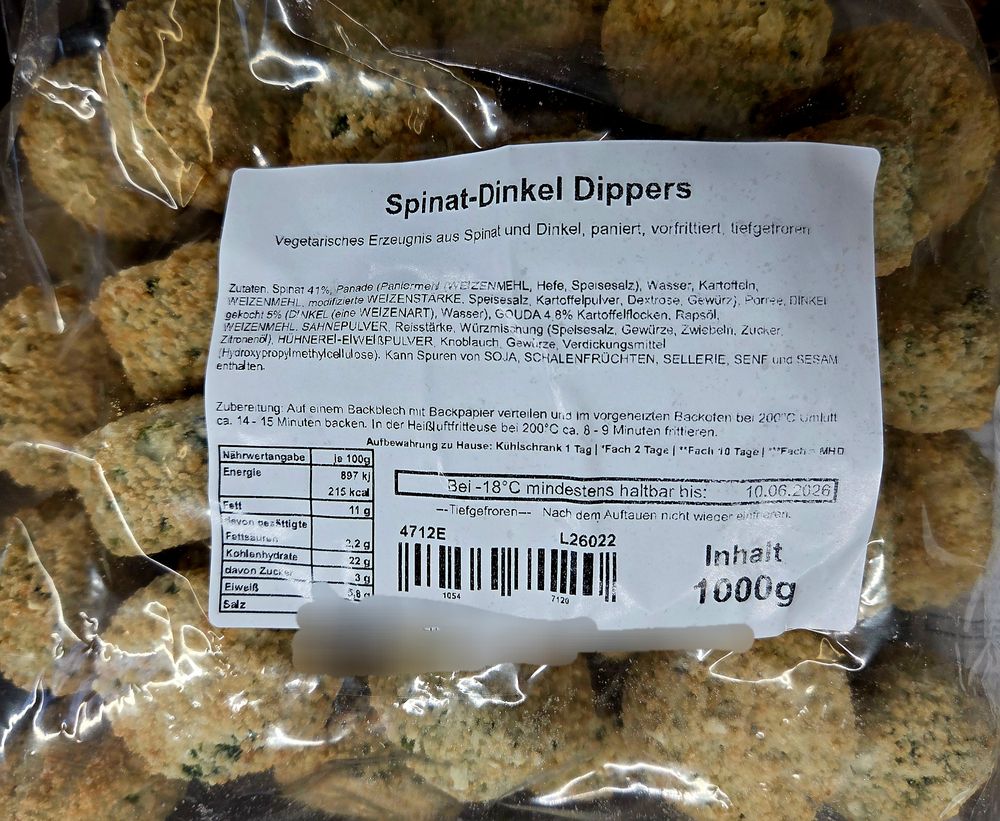 Spinat-Dinkel Dippers
Vegetarisches Erzeugnis aus Spinat und Dinkel, paniert, vorfrittiert, tiefgefroren
Zutaten: Spinat 41%, Panade (Paniermehl (WEIZENMEHL, Hefe, Speisesalz), Wasser, Kartoffeln,
WEIZENMEHL, modifizierte WEIZENSTÄRKE, Speisesalz, Kartoffelpulver, Dextrose, Gewürz), Porree, DINKEL
gekocht 5% (DINKEL (eine WEIZENART), Wasser), GOUDA 4,8% Kartoffelflocken, Rapsöl,
WEIZENMEHL, SAHNEPULVER, Reisstärke, Würzmischung (Speisesalz, Gewürze, Zwiebeln, Zucker,
Zitronenöl), HÜHNEREI-EIWEIßPULVER, Knoblauch, Gewürze, Verdickungsmittel
(Hydroxypropylmethylcellulose). Kann Spuren von SOJA, SCHALENFRÜCHTEN, SELLERIE, SENF und SESAM
enthalten.
Zubereitung: Auf einem Backblech mit Backpapier verteilen und im vorgeheizten Backofen bei 200°C Umluft
ca. 14 - 15 Minuten backen. In der Heißluftfritteuse bei 200°C ca. 8 - 9 Minuten frittieren.
Aufbewahrung zu Hause: Kühlschrank 1 Tag | *Fach 2 Tage | **Fach 10 Tage | ***Fach = MHD
Nährwertangabe je 100g
Energie 897 kj
215 kcal
Fett 11 g
davon gesättigte
Fettsäuren 2,2 g
Kohlenhydrate 22 g
davon Zucker 3 g
Eiweiß 5,8 g
Salz
Bei -18°C mindestens haltbar bis: 10.06.2026
---Tiefgefroren--- Nach dem Auftauen nicht wieder einfrieren.
4712E L26022
1054 7120
Inhalt
1000g